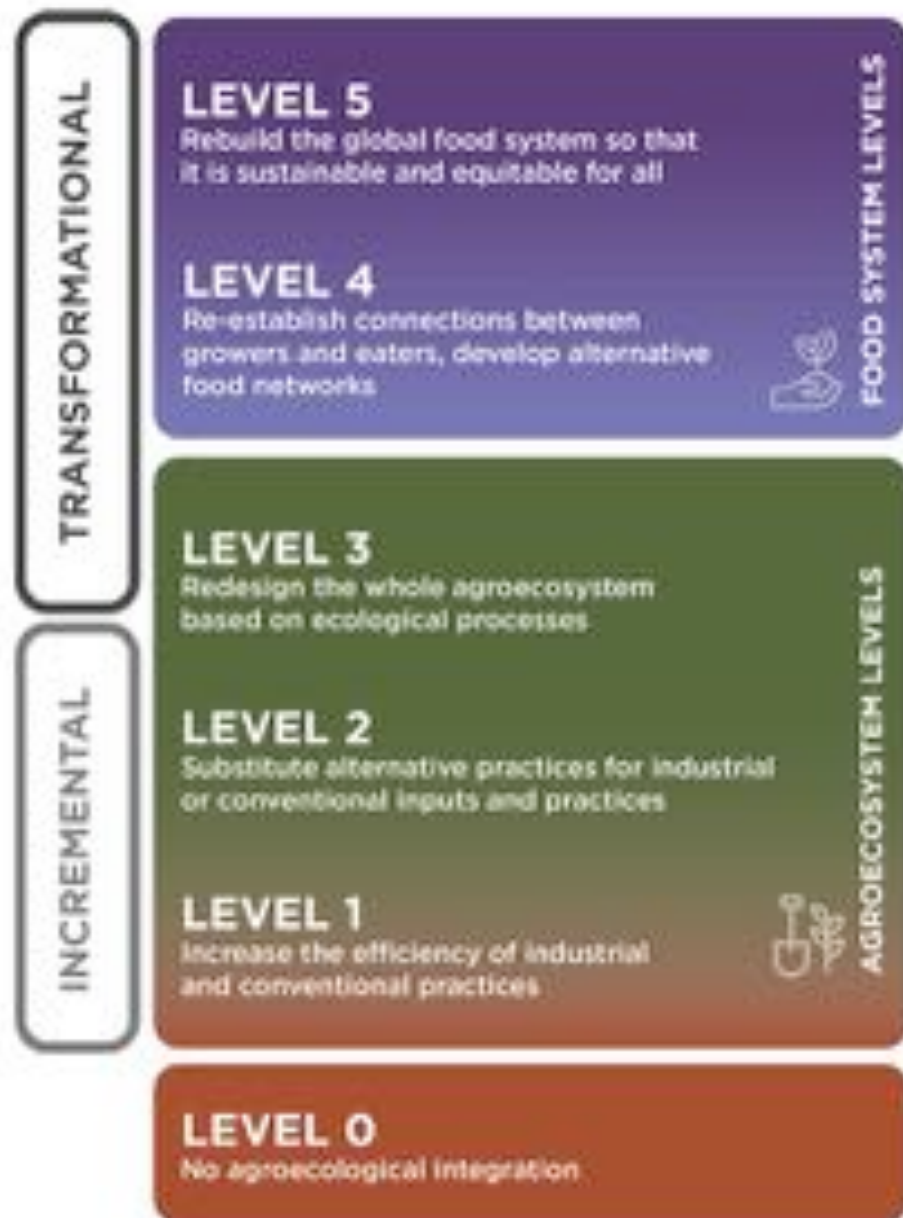 TRANSFORMATIONAL
INCREMENTAL
LEVEL 5
Rebuild the global food system so that
it is sustainable and equitable for all
LEVEL 4
Re-establish connections between
growers and eaters, develop alternative
food networks
FOOD SYSTEM LEVELS
LEVEL 3
Redesign the whole agroecosystem
based on ecological processes
LEVEL 2
Substitute alternative practices for industrial
or conventional inputs and practices
LEVEL 1
Increase the efficiency of industrial
and conventional practices
AGROECOSYSTEM LEVELS
LEVEL 0
No agroecological integration